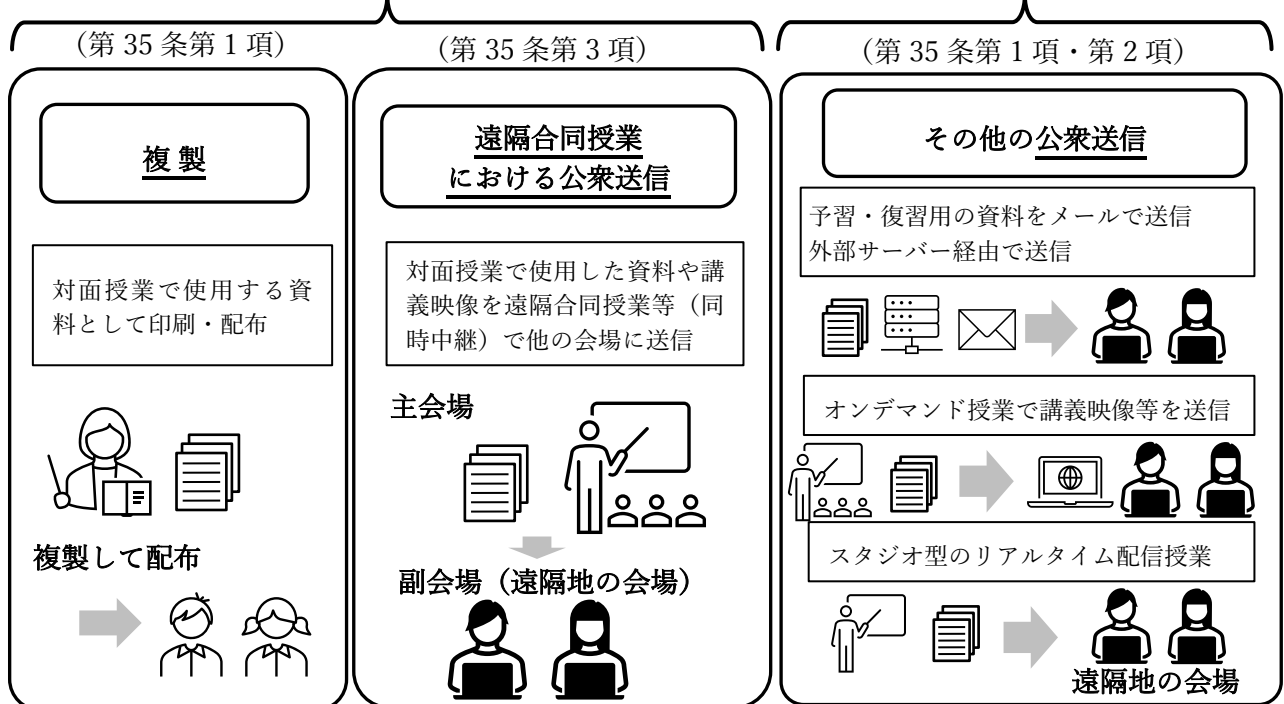 (第 35 条第 1 項)
複 製
対面授業で使用する資
料として印刷・配布
複製して配布
(第 35 条第 3 項)
遠隔合同授業
における公衆送信
対面授業で使用した資料や講
義映像を遠隔合同授業等（同
時中継）で他の会場に送信
主会場
副会場（遠隔地の会場）
(第 35 条第 1 項・第 2 項)
その他の公衆送信
予習・復習用の資料をメールで送信
外部サーバー経由で送信
オンデマンド授業で講義映像等を送信
スタジオ型のリアルタイム配信授業
遠隔地の会場